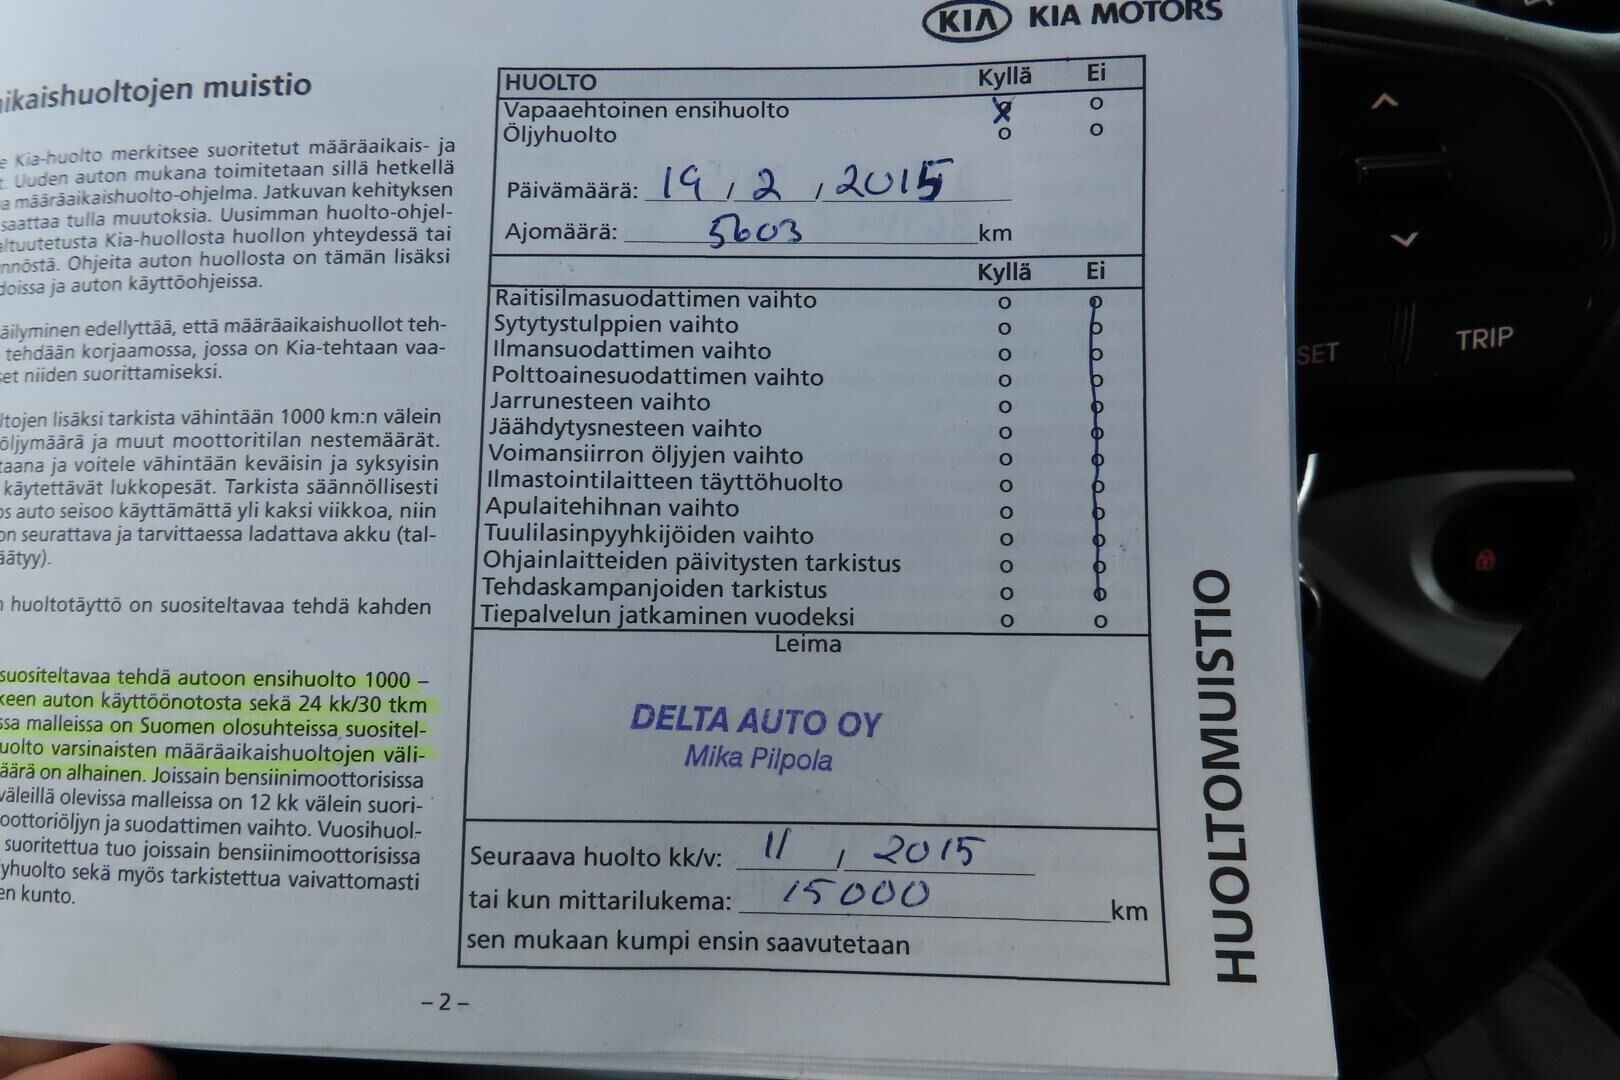 KIA KIA MOTORS
ikaishuoltojen muistio
Kia-huolto merkitsee suoritetut määräaikais- ja
Uuden auton mukana toimitetaan sillä hetkellä
määräaikaishuolto-ohjelma. Jatkuvan kehityksen
saattaa tulla muutoksia. Uusimman huolto-ohjel-
ltuutetusta Kia-huollosta huollon yhteydessä tai
nnöstä. Ohjeita auton huollosta on tämän lisäksi
doissa ja auton käyttöohjeissa.
äilyminen edellyttää, että määräaikaishuollot teh-
tehdään korjaamossa, jossa on Kia-tehtaan vaa-
set niiden suorittamiseksi.
ltojen lisäksi tarkista vähintään 1000 km:n välein
öljymäärä ja muut moottoritilan nestemäärät.
taana ja voitele vähintään keväisin ja syksyisin
käytettävät lukkopesät. Tarkista säännöllisesti
os auto seisoo käyttämättä yli kaksi viikkoa, niin
on seurattava ja tarvittaessa ladattava akku (tal-
äätyy).
huoltotäyttö on suositeltavaa tehdä kahden
suositeltavaa tehdä autoon ensihuolto 1000 –
keen auton käyttöönotosta sekä 24 kk/30 tkm
ssa malleissa on Suomen olosuhteissa suositel-
uolto varsinaisten määräaikaishuoltojen väli-
äärä on alhainen. Joissain bensiinimoottorisissa
väleillä olevissa malleissa on 12 kk välein suori-
oottoriöljyn ja suodattimen vaihto. Vuosihuol-
suoritettua tuo joissain bensiinimoottorisissa
yhuolto sekä myös tarkistettua vaivattomasti
en kunto.
HUOLTO Kyllä Ei
Vapaaehtoinen ensihuolto
Öljyhuolto
Päivämäärä: 19 / 2 / 2015
Ajomäärä: 5603 km
Kyllä Ei
Raitisilmasuodattimen vaihto
Sytytystulppien vaihto
Ilmansuodattimen vaihto
Polttoainesuodattimen vaihto
Jarrunesteen vaihto
Jäähdytysnesteen vaihto
Voimansiirron öljyjen vaihto
Ilmastointilaitteen täyttöhuolto
Apulaitehihnan vaihto
Tuulilasinpyyhkijöiden vaihto
Ohjainlaitteiden päivitysten tarkistus
Tehdaskampanjoiden tarkistus
Tiepalvelun jatkaminen vuodeksi
Leima
DELTA AUTO OY
Mika Pilpola
Seuraava huolto kk/v: 11 / 2015
tai kun mittarilukema: 15000 km
sen mukaan kumpi ensin saavutetaan
– 2 –
HUOLTOMUISTIO
SET TRIP